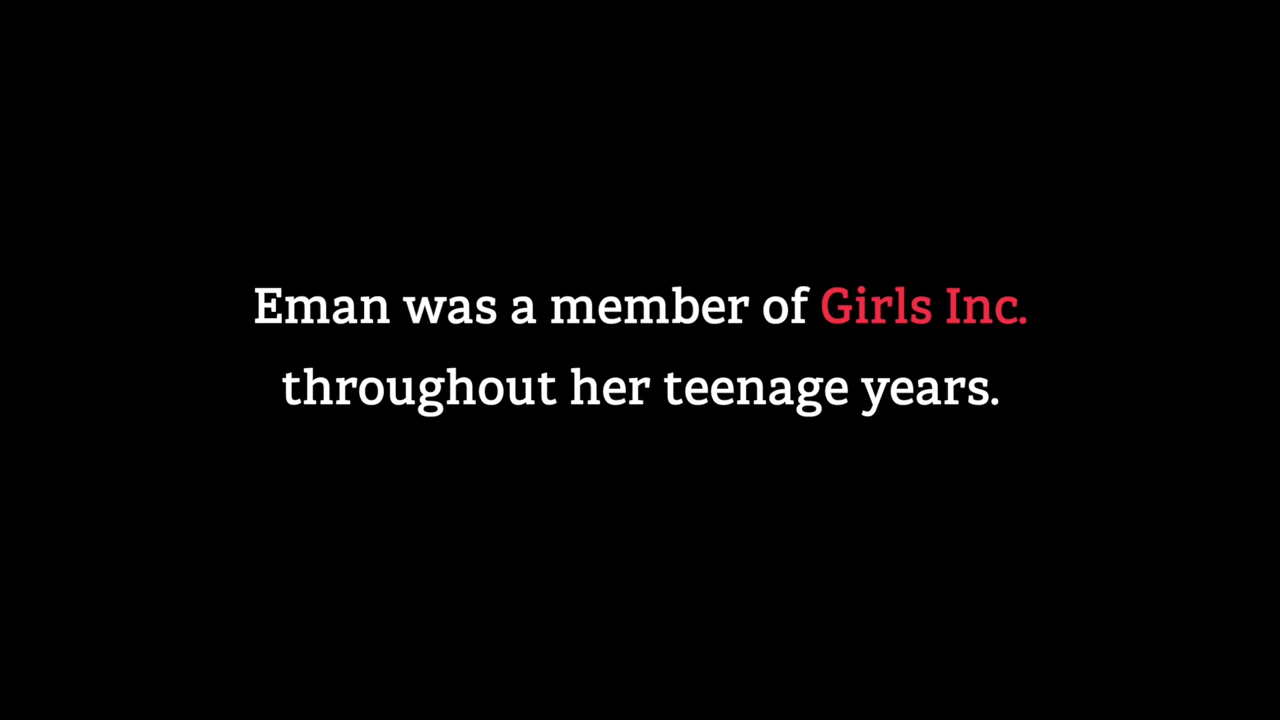 Eman was a member of Girls Inc.
throughout her teenage years.